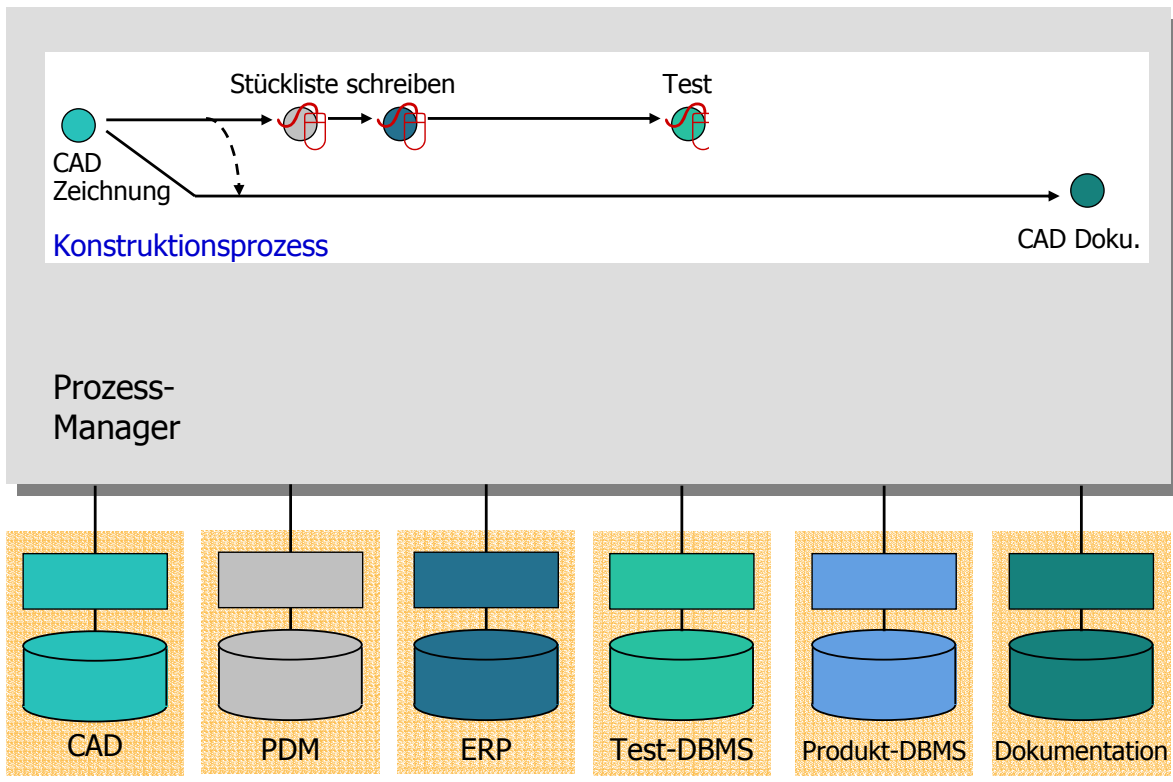 Stückliste schreiben
Test
CAD
Zeichnung
CAD Doku.
Konstruktionsprozess
Prozess-
Manager
CAD
PDM
ERP
Test-DBMS
Produkt-DBMS
Dokumentation